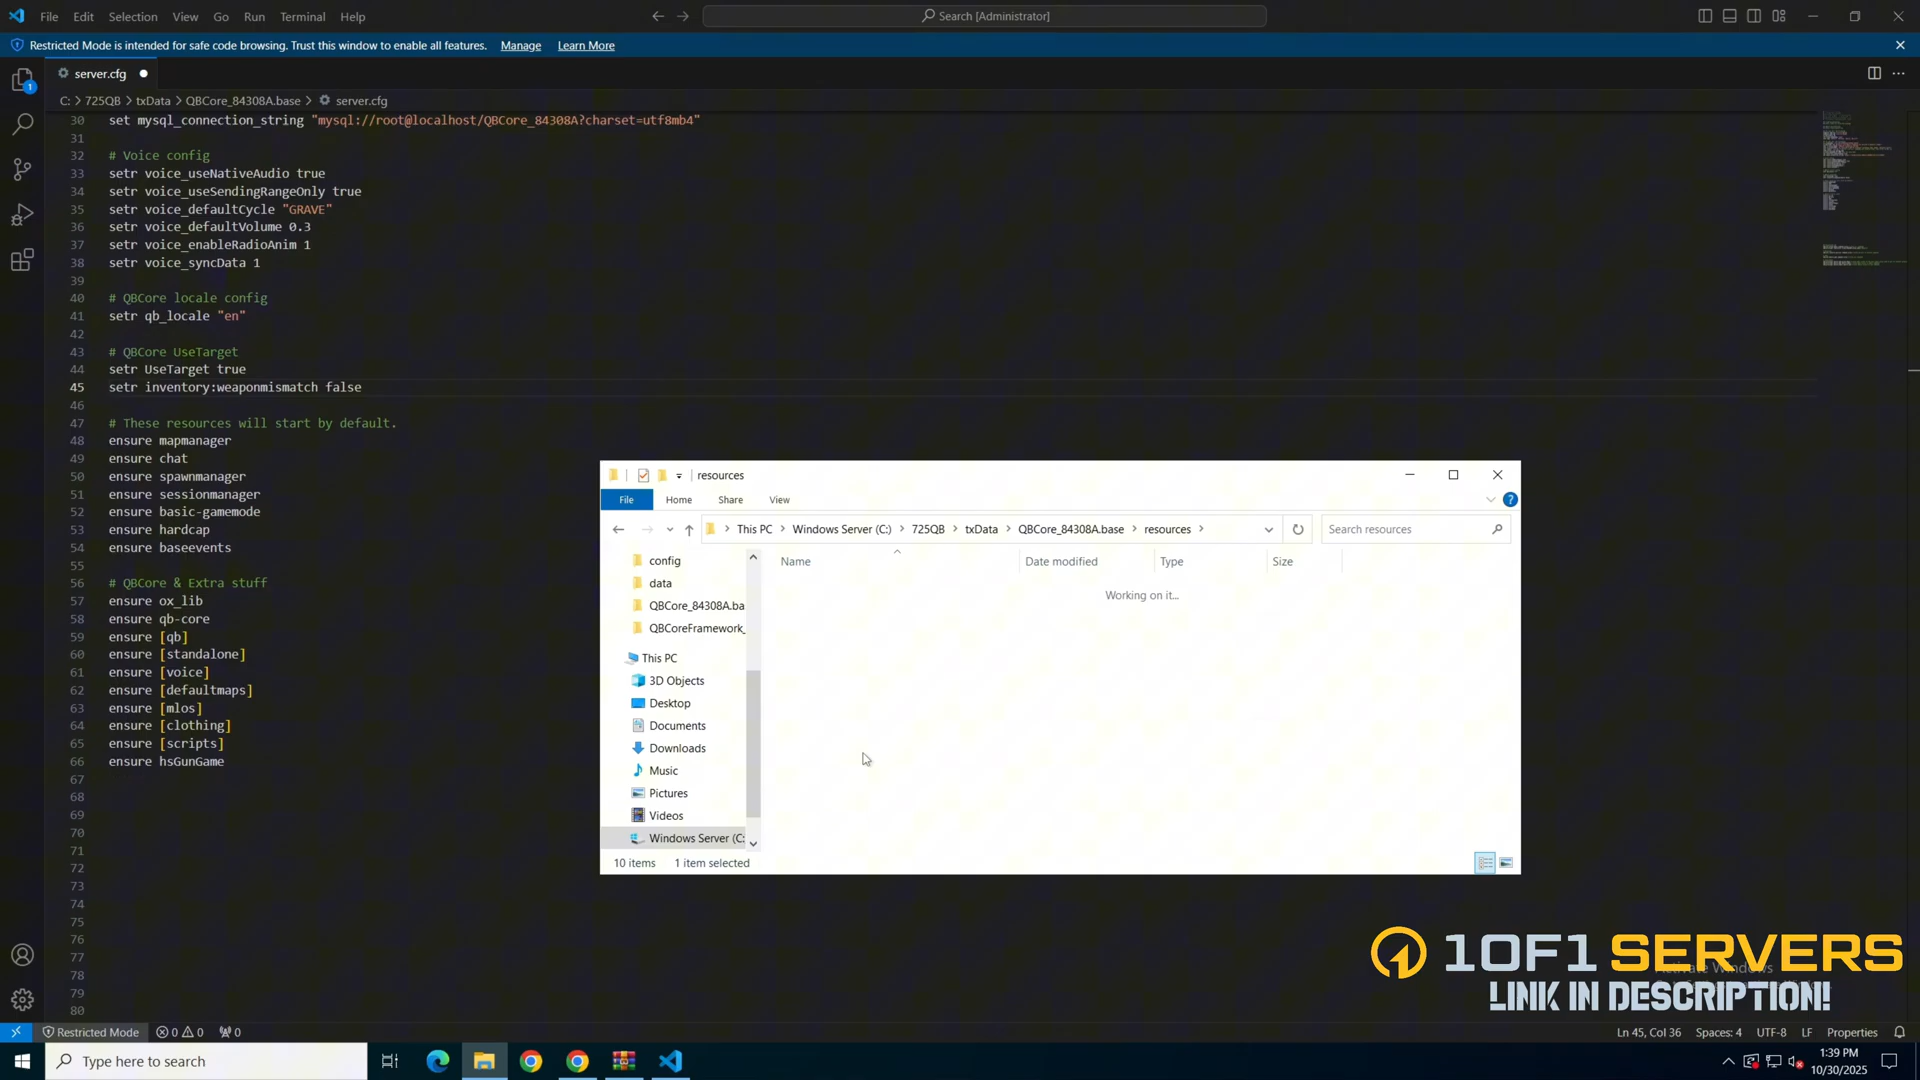 File Edit Selection View Go Run Terminal Help
Search [Administrator]
Restricted Mode is intended for safe code browsing. Trust this window to enable all features. Manage Learn More
server.cfg
C: > 725QB > txData > QBCore_84308A.base > server.cfg
30 set mysql_connection_string "mysql://root@localhost/QBCore_84308A?charset=utf8mb4"
31
32 # Voice config
33 setr voice_useNativeAudio true
34 setr voice_useSendingRangeOnly true
35 setr voice_defaultCycle "GRAVE"
36 setr voice_defaultVolume 0.3
37 setr voice_enableRadioAnim 1
38 setr voice_syncData 1
39
40 # QBCore locale config
41 setr qb_locale "en"
42
43 # QBCore UseTarget
44 setr UseTarget true
45 setr inventory:weaponmismatch false
46
47 # These resources will start by default.
48 ensure mapmanager
49 ensure chat
50 ensure spawnmanager
51 ensure sessionmanager
52 ensure basic-gamemode
53 ensure hardcap
54 ensure baseevents
55
56 # QBCore & Extra stuff
57 ensure ox_lib
58 ensure qb-core
59 ensure [qb]
60 ensure [standalone]
61 ensure [voice]
62 ensure [defaultmaps]
63 ensure [mlos]
64 ensure [clothing]
65 ensure [scripts]
66 ensure hsGunGame
67
68
69
70
71
72
73
74
75
76
77
78
79
80
resources
File Home Share View
This PC > Windows Server (C:) > 725QB > txData > QBCore_84308A.base > resources >
Search resources
Name Date modified Type Size
Working on it...
config
data
QBCore_84308A.ba
QBCoreFramework_
This PC
3D Objects
Desktop
Documents
Downloads
Music
Pictures
Videos
Windows Server (C:
10 items 1 item selected
1OF1 SERVERS
Activate Windows
LINK IN DESCRIPTION!
Restricted Mode 0 0 0
Ln 45, Col 36 Spaces: 4 UTF-8 LF Properties
Type here to search
1:39 PM
10/30/2025